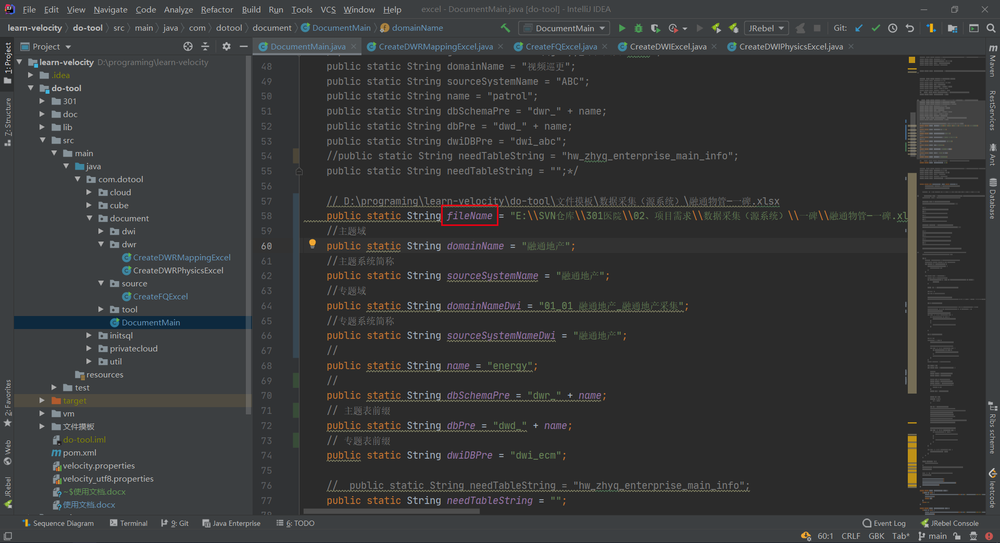 File Edit View Navigate Code Analyze Refactor Build Run Tools VCS Window Help excel - DocumentMain.java [do-tool] - IntelliJ IDEA
learn-velocity do-tool src main java com dotool document DocumentMain domainName DocumentMain JRebel Git:
Project
DocumentMain.java CreateDWRMappingExcel.java CreateFQExcel.java CreateDWIExcel.java CreateDWIPhysicsExcel.java
1: Project
7: Structure
2: Favorites
Web
JRebel
learn-velocity D:\programing\learn-velocity
.idea
do-tool
301
doc
lib
src
main
java
com.dotool
cloud
cube
document
dwi
dwr
CreateDWRMappingExcel
CreateDWRPhysicsExcel
source
CreateFQExcel
tool
DocumentMain
initsql
privatecloud
util
resources
test
target
vm
文件摸板
do-tool.iml
pom.xml
velocity.properties
velocity_utf8.properties
~$使用文档.docx
使用文档.docx
48 public static String domainName = "视频巡更";
49 public static String sourceSystemName = "ABC";
50 public static String name = "patrol";
51 public static String dbSchemaPre = "dwr_" + name;
52 public static String dbPre = "dwd_" + name;
53 public static String dwiDBPre = "dwi_abc";
54 //public static String needTableString = "hw_zhyq_enterprise_main_info";
55 public static String needTableString = "";*/
56
57 // D:\programing\learn-velocity\do-tool\文件摸板\数据采集（源系统）\融通物管—一碑.xlsx
58 public static String fileName = "E:\\SVN仓库\\301医院\\02、项目需求\\数据采集（源系统）\\一碑\\融通物管—一碑.xl
59 //主题域
60 public static String domainName = "融通地产";
61 //主题系统简称
62 public static String sourceSystemName = "融通地产";
63 //专题域
64 public static String domainNameDwi = "01_01 融通地产_融通地产采集";
65 //专题系统简称
66 public static String sourceSystemNameDwi = "融通地产";
67 //
68 public static String name = "energy";
69 //
70 public static String dbSchemaPre = "dwr_" + name;
71 // 主题表前缀
72 public static String dbPre = "dwd_" + name;
73 // 专题表前缀
74 public static String dwiDBPre = "dwi_ecm";
75
76 // public static String needTableString = "hw_zhyq_enterprise_main_info";
77 public static String needTableString = "";
78
Maven
RestServices
Ant
Database
Ribs scheme
leetcode
Sequence Diagram Terminal 9: Git Java Enterprise 6: TODO Event Log JRebel Console
60:1 CRLF GBK Tab* main